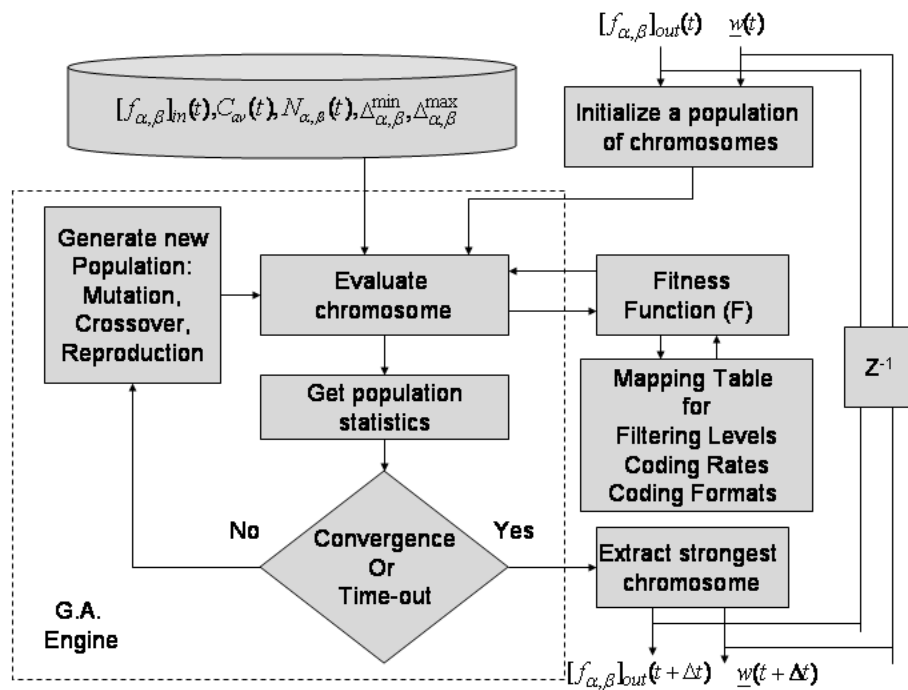 [f_{α,β}]_{out}(t) w(t)
[f_{α,β}]_{in}(t),C_{av}(t),N_{α,β}(t),Δ^{min}_{α,β},Δ^{max}_{α,β}
Initialize a population
of chromosomes
Generate new
Population:
Mutation,
Crossover,
Reproduction
Evaluate
chromosome
Fitness
Function (F)
Z⁻¹
Get population
statistics
Mapping Table
for
Filtering Levels
Coding Rates
Coding Formats
No
Convergence
Or
Time-out
Yes
Extract strongest
chromosome
G.A.
Engine
[f_{α,β}]_{out}(t + Δt) w(t + Δt)